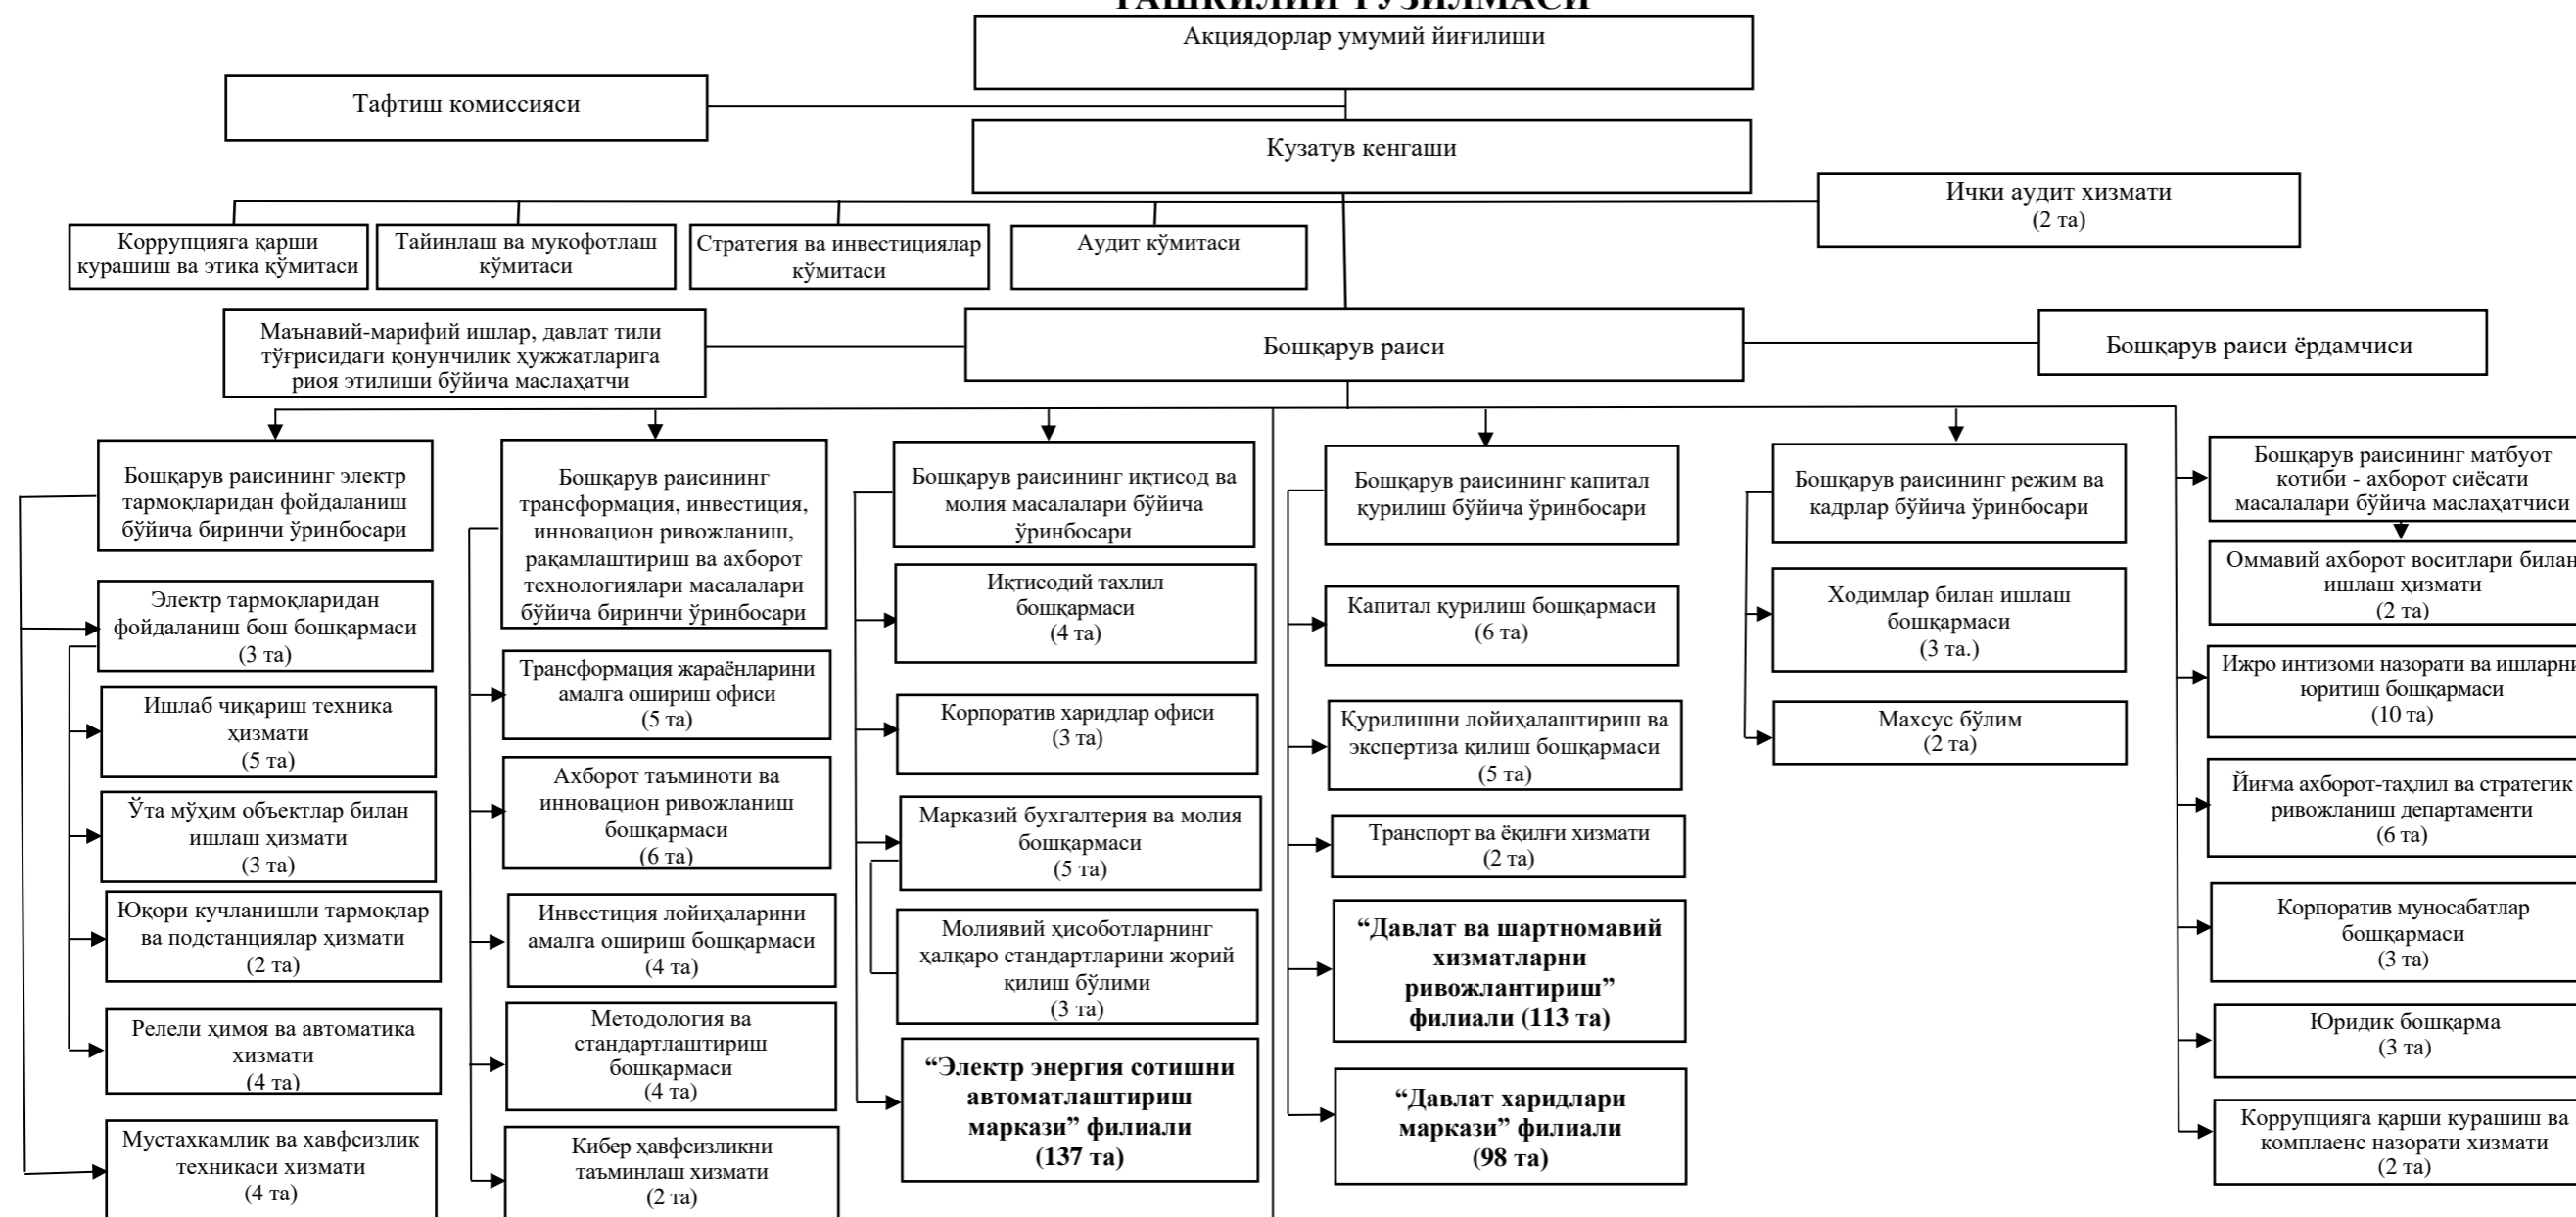 ТАШКИЛИЙ ТУЗИЛМАСИ
Акциядорлар умумий йиғилиши
Тафтиш комиссияси
Кузатув кенгаши
Ички аудит хизмати
(2 та)
Коррупцияга қарши
курашиш ва этика қўмитаси
Тайинлаш ва мукофотлаш
кўмитаси
Стратегия ва инвестициялар
кўмитаси
Аудит кўмитаси
Маънавий-марифий ишлар, давлат тили
тўғрисидаги қонунчилик ҳужжатларига
риоя этилиши бўйича маслаҳатчи
Бошқарув раиси
Бошқарув раиси ёрдамчиси
Бошқарув раисининг электр
тармоқларидан фойдаланиш
бўйича биринчи ўринбосари
Электр тармоқларидан
фойдаланиш бош бошқармаси
(3 та)
Ишлаб чиқариш техника
ҳизмати
(5 та)
Ўта мўҳим объектлар билан
ишлаш ҳизмати
(3 та)
Юқори кучланишли тармоқлар
ва подстанциялар ҳизмати
(2 та)
Релели ҳимоя ва автоматика
хизмати
(4 та)
Мустахкамлик ва хавфсизлик
техникаси хизмати
(4 та)
Бошқарув раисининг
трансформация, инвестиция,
инновацион ривожланиш,
рақамлаштириш ва ахборот
технологиялари масалалари
бўйича биринчи ўринбосари
Трансформация жараёнларини
амалга ошириш офиси
(5 та)
Ахборот таъминоти ва
инновацион ривожланиш
бошқармаси
(6 та)
Инвестиция лойиҳаларини
амалга ошириш бошқармаси
(4 та)
Методология ва
стандартлаштириш
бошқармаси
(4 та)
Кибер ҳавфсизликни
таъминлаш хизмати
(2 та)
Бошқарув раисининг иқтисод ва
молия масалалари бўйича
ўринбосари
Иқтисодий тахлил
бошқармаси
(4 та)
Корпоратив харидлар офиси
(3 та)
Марказий бухгалтерия ва молия
бошқармаси
(5 та)
Молиявий ҳисоботларнинг
ҳалқаро стандартларини жорий
қилиш бўлими
(3 та)
“Электр энергия сотишни
автоматлаштириш
маркази” филиали
(137 та)
Бошқарув раисининг капитал
қурилиш бўйича ўринбосари
Капитал қурилиш бошқармаси
(6 та)
Қурилишни лойиҳалаштириш ва
экспертиза қилиш бошқармаси
(5 та)
Транспорт ва ёқилғи хизмати
(2 та)
“Давлат ва шартномавий
хизматларни
ривожлантириш”
филиали (113 та)
“Давлат харидлари
маркази” филиали
(98 та)
Бошқарув раисининг режим ва
кадрлар бўйича ўринбосари
Ходимлар билан ишлаш
бошқармаси
(3 та.)
Махсус бўлим
(2 та)
Бошқарув раисининг матбуот
котиби - ахборот сиёсати
масалалари бўйича маслаҳатчиси
Оммавий ахборот воситлари билан
ишлаш ҳизмати
(2 та)
Ижро интизоми назорати ва ишларни
юритиш бошқармаси
(10 та)
Йиғма ахборот-таҳлил ва стратегик
ривожланиш департаменти
(6 та)
Корпоратив муносабатлар
бошқармаси
(3 та)
Юридик бошқарма
(3 та)
Коррупцияга қарши курашиш ва
комплаенс назорати хизмати
(2 та)